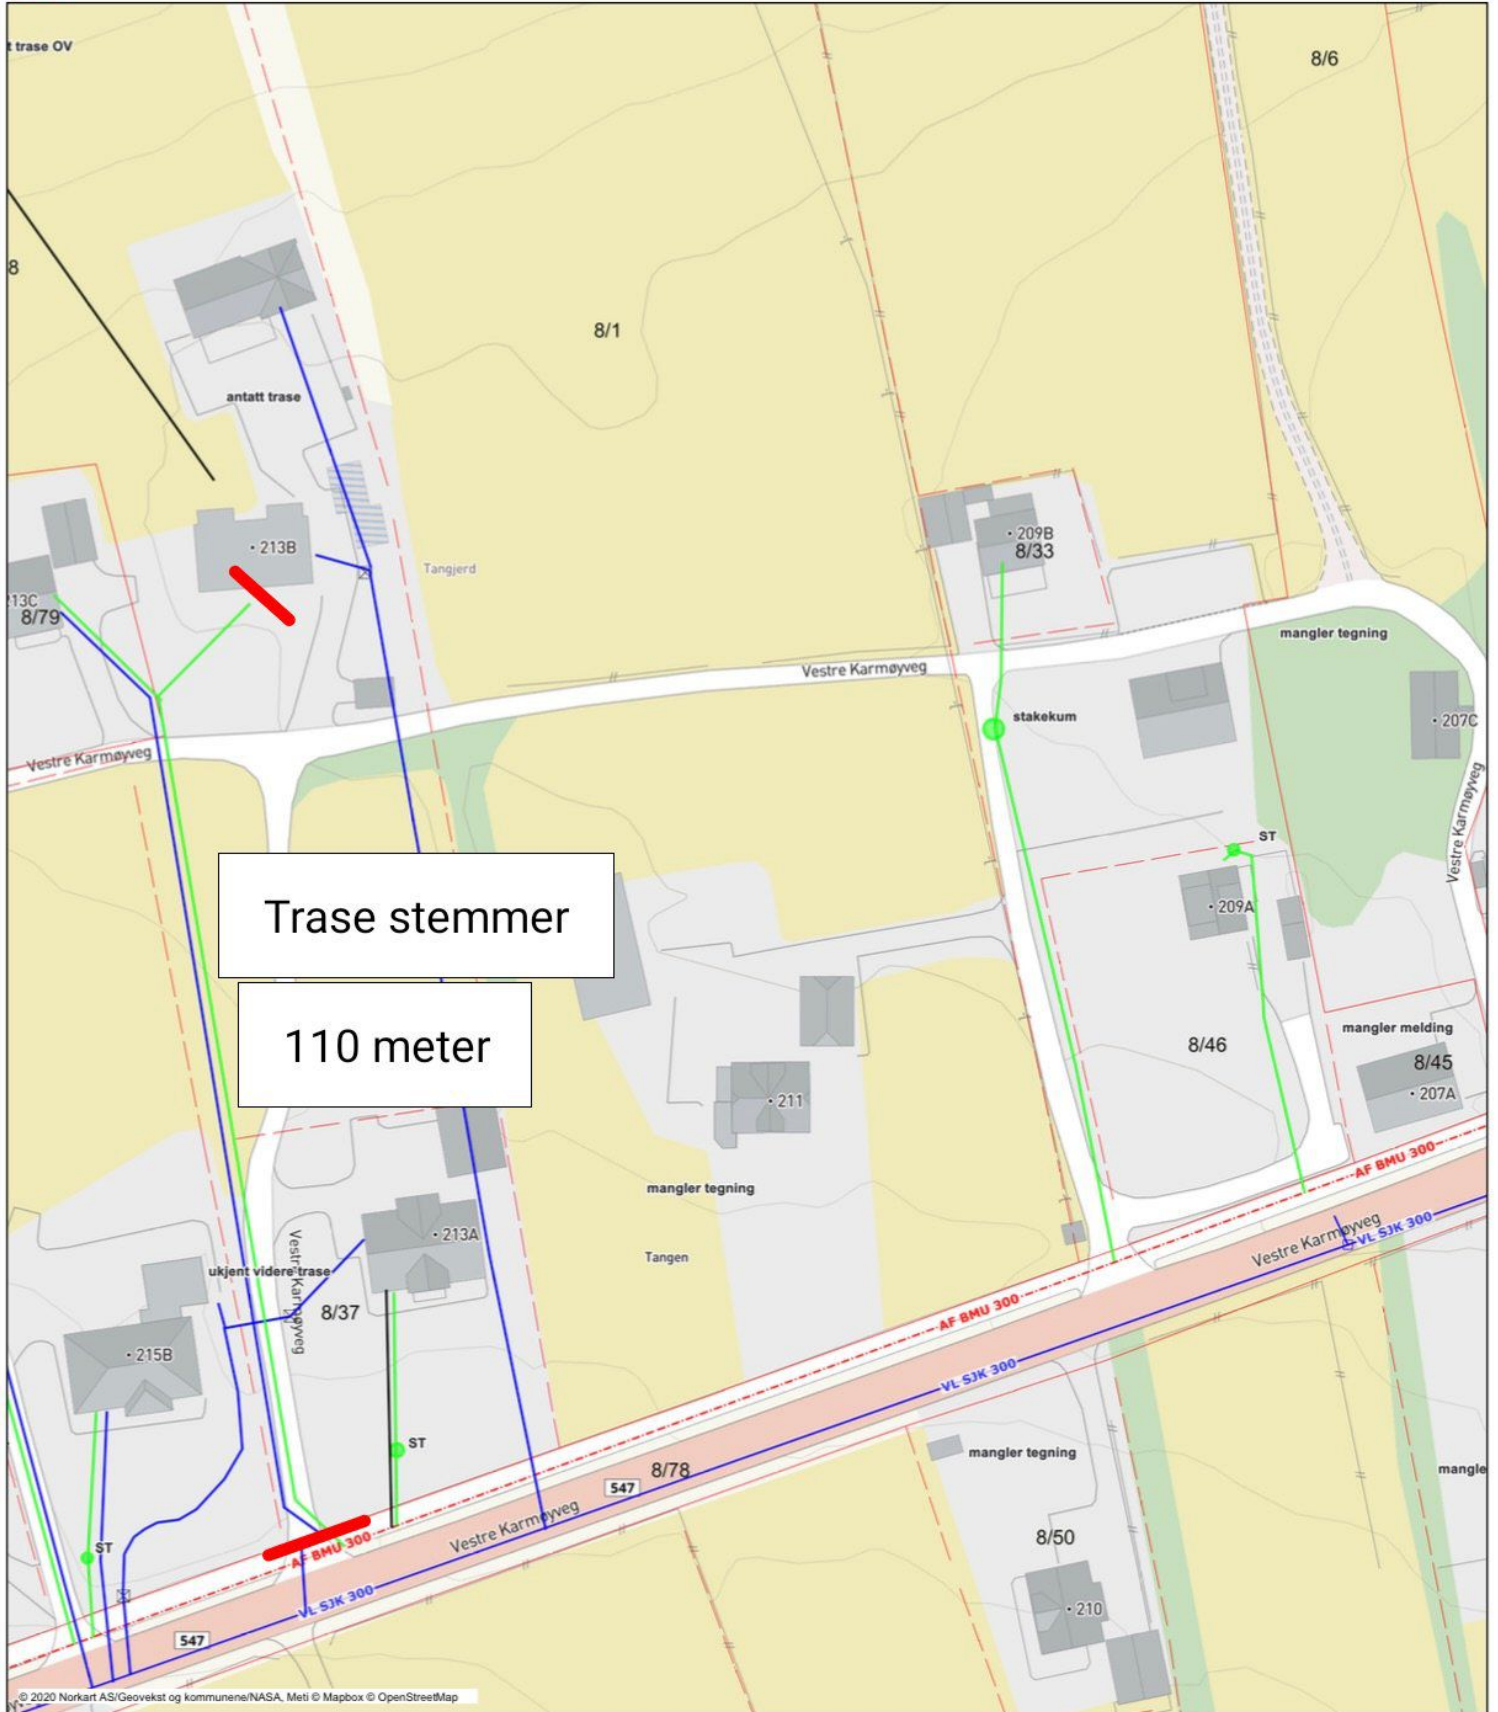 t trase OV
8/6
8
8/1
antatt trase
213B
209B
8/33
Tangjerd
13C
8/79
mangler tegning
Vestre Karmøyveg
stakekum
207C
Vestre Karmøyveg
Vestre Karmøyveg
ST
209A
Trase stemmer
110 meter
mangler melding
8/46
8/45
207A
211
AF BMU 300
mangler tegning
213A
Vestre Karmøyveg
Vestre Karmøyveg
VL SJK 300
Tangen
ukjent videre trase
8/37
AF BMU 300
215B
VL SJK 300
ST
mangler tegning
8/78
547
mangle
Vestre Karmøyveg
AF BMU 300
8/50
ST
VL SJK 300
210
547
© 2020 Norkart AS/Geovekst og kommunene/NASA, Meti © Mapbox © OpenStreetMap